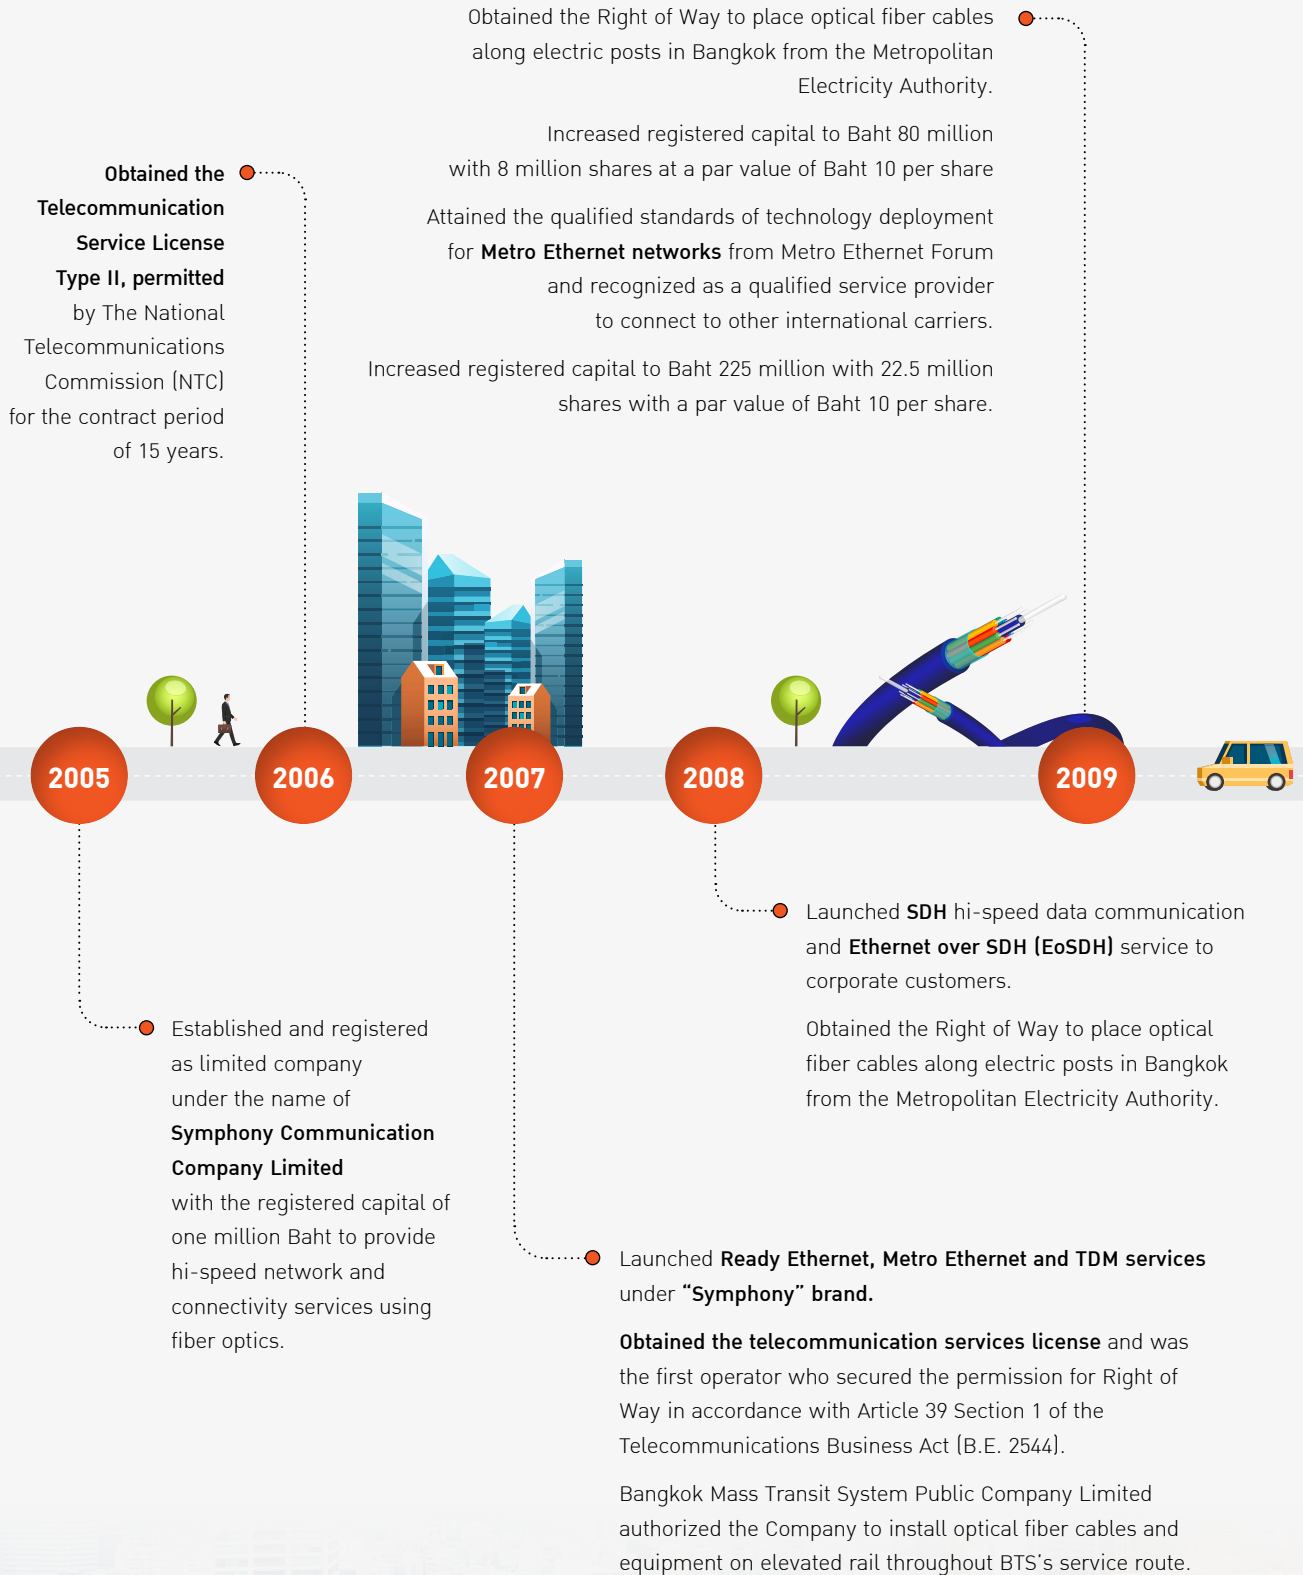 Obtained the Right of Way to place optical fiber cables
along electric posts in Bangkok from the Metropolitan
Electricity Authority.
Increased registered capital to Baht 80 million
with 8 million shares at a par value of Baht 10 per share
Attained the qualified standards of technology deployment
for Metro Ethernet networks from Metro Ethernet Forum
and recognized as a qualified service provider
to connect to other international carriers.
Increased registered capital to Baht 225 million with 22.5 million
shares with a par value of Baht 10 per share.
Obtained the
Telecommunication
Service License
Type II, permitted
by The National
Telecommunications
Commission (NTC)
for the contract period
of 15 years.
2005
2006
2007
2008
2009
Launched SDH hi-speed data communication
and Ethernet over SDH (EoSDH) service to
corporate customers.
Obtained the Right of Way to place optical
fiber cables along electric posts in Bangkok
from the Metropolitan Electricity Authority.
Established and registered
as limited company
under the name of
Symphony Communication
Company Limited
with the registered capital of
one million Baht to provide
hi-speed network and
connectivity services using
fiber optics.
Launched Ready Ethernet, Metro Ethernet and TDM services
under “Symphony” brand.
Obtained the telecommunication services license and was
the first operator who secured the permission for Right of
Way in accordance with Article 39 Section 1 of the
Telecommunications Business Act (B.E. 2544).
Bangkok Mass Transit System Public Company Limited
authorized the Company to install optical fiber cables and
equipment on elevated rail throughout BTS’s service route.